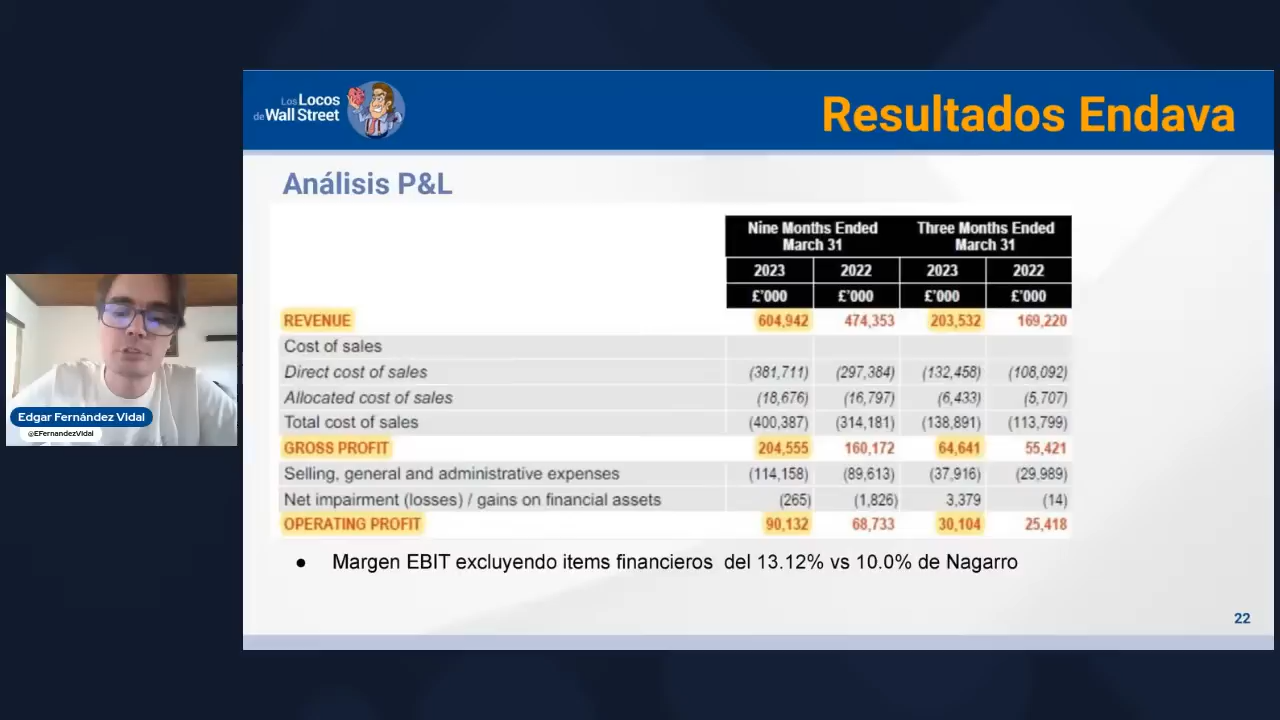 Los Locos
de Wall Street
Resultados Endava
Análisis P&L
Nine Months Ended
March 31
Three Months Ended
March 31
2023 2022 2023 2022
£'000 £'000 £'000 £'000
REVENUE 604,942 474,353 203,532 169,220
Cost of sales
Direct cost of sales (381,711) (297,384) (132,458) (108,092)
Allocated cost of sales (18,676) (16,797) (6,433) (5,707)
Total cost of sales (400,387) (314,181) (138,891) (113,799)
GROSS PROFIT 204,555 160,172 64,641 55,421
Selling, general and administrative expenses (114,158) (89,613) (37,916) (29,989)
Net impairment (losses) / gains on financial assets (265) (1,826) 3,379 (14)
OPERATING PROFIT 90,132 68,733 30,104 25,418
● Margen EBIT excluyendo items financieros del 13.12% vs 10.0% de Nagarro
22
Edgar Fernández Vidal
@EFernandezVidal